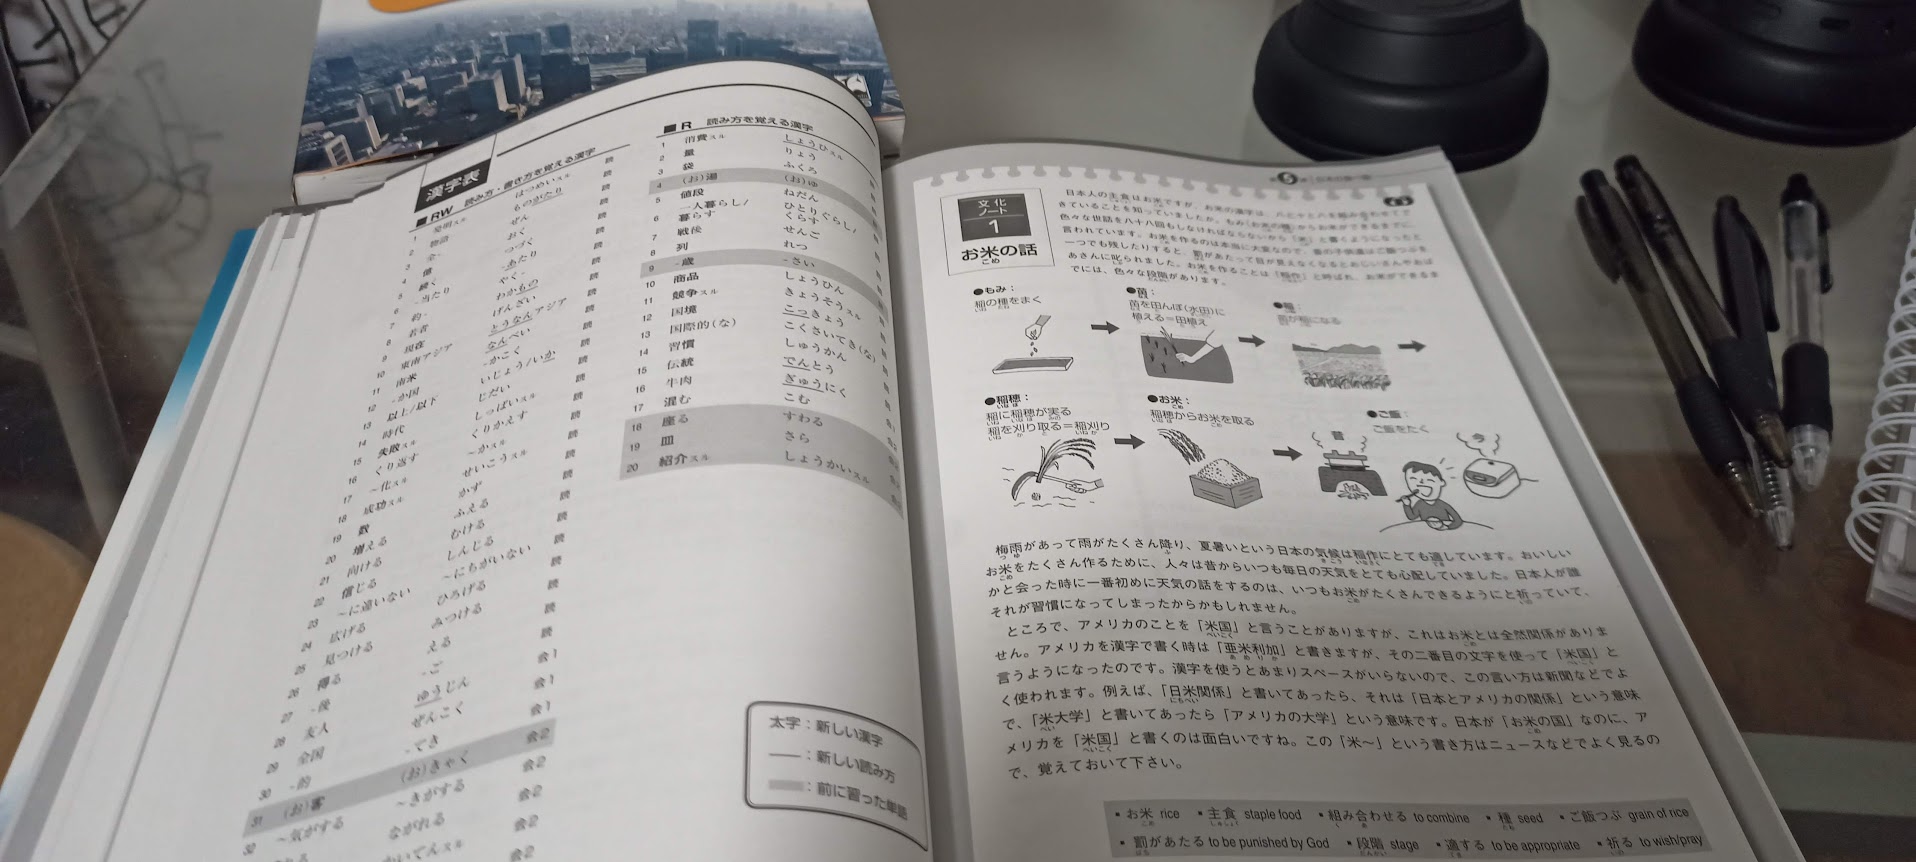 漢字表
■RW 読み方・書き方を覚える漢字
1 発明スル はつめいスル 読
2 物語 ものがたり 読
3 全- ぜん 読
4 億 おく 読
5 続く つづく 読
6 -当たり -あたり 読
7 約- やく- 読
8 若者 わかもの 読
9 現在 げんざい 読
10 東南アジア とうなんアジア 読
11 南米 なんべい 読
12 -か国 -かこく 読
13 以上/以下 いじょう/いか 読
14 時代 じだい 読
15 失敗スル しっぱいスル 読
16 くり返す くりかえす 読
17 ~化スル ~かスル 読
18 成功スル せいこうスル 読
19 数 かず 読
20 増える ふえる 読
21 向ける むける 読
22 信じる しんじる 読
23 ~に違いない ~にちがいない 読
24 広げる ひろげる 読
25 見つける みつける 読
26 得る える 読
27 -後 -ご 読
28 友人 ゆうじん 会1
29 全国 ぜんこく 会1
30 -的 -てき 会1
31 (お)客 (お)きゃく 会2
32 ~気がする ~きがする 会2
ながれる 会2
かいてんスル 会2
■R 読み方を覚える漢字
1 消費スル しょうひスル
2 量 りょう
3 袋 ふくろ
4 (お)湯 (お)ゆ
5 値段 ねだん
6 一人暮らし/ ひとりぐらし/
暮らす くらす
7 戦後 せんご
8 列 れつ
9 -歳 -さい
10 商品 しょうひん
11 競争スル きょうそうスル
12 国境 こっきょう
13 国際的(な) こくさいてき(な)
14 習慣 しゅうかん
15 伝統 でんとう
16 牛肉 ぎゅうにく
17 混む こむ
18 座る すわる
19 皿 さら
20 紹介スル しょうかいスル
太字:新しい漢字
―:新しい読み方
:前に習った単語
文化
ノート
1
お米の話
こめ
日本人の主食はお米ですが、お米の漢字は、八と十と八を組み合わせてで
きていることを知っていましたか。もみ(お米の種)からお米ができるまでに、
色々な世話を八十八回もしなければならないから「米」と書くようになったと
言われています。お米を作るのは本当に大変なので、昔の子供達はご飯つぶを
一つでも残したりすると、罰があたって目が見えなくなるとおじいさんやおば
あさんに叱られました。お米を作ることは「稲作」と呼ばれ、お米ができるま
でには、色々な段階があります。
●もみ:
稲の種をまく
●苗:
苗を田んぼ(水田)に
植える=田植え
●稲:
苗が稲になる
●稲穂:
稲に稲穂が実る
稲を刈り取る=稲刈り
●お米:
稲穂からお米を取る
●ご飯:
ご飯をたく
昔
今
梅雨があって雨がたくさん降り、夏暑いという日本の気候は稲作にとても適しています。おいしい
お米をたくさん作るために、人々は昔からいつも毎日の天気をとても心配していました。日本人が誰
かと会った時に一番初めに天気の話をするのは、いつもお米がたくさんできるようにと祈っていて、
それが習慣になってしまったからかもしれません。
ところで、アメリカのことを「米国」と言うことがありますが、これはお米とは全然関係がありま
せん。アメリカを漢字で書く時は「亜米利加」と書きますが、その二番目の文字を使って「米国」と
言うようになったのです。漢字を使うとあまりスペースがいらないので、この言い方は新聞などでよ
く使われます。例えば、「日米関係」と書いてあったら、それは「日本とアメリカの関係」という意味
で、「米大学」と書いてあったら「アメリカの大学」という意味です。日本が「お米の国」なのに、ア
メリカを「米国」と書くのは面白いですね。この「米〜」という書き方はニュースなどでよく見るの
で、覚えておいて下さい。
・お米 rice ・主食 staple food ・組み合わせる to combine ・種 seed ・ご飯つぶ grain of rice
・罰があたる to be punished by God ・段階 stage ・適する to be appropriate ・祈る to wish/pray